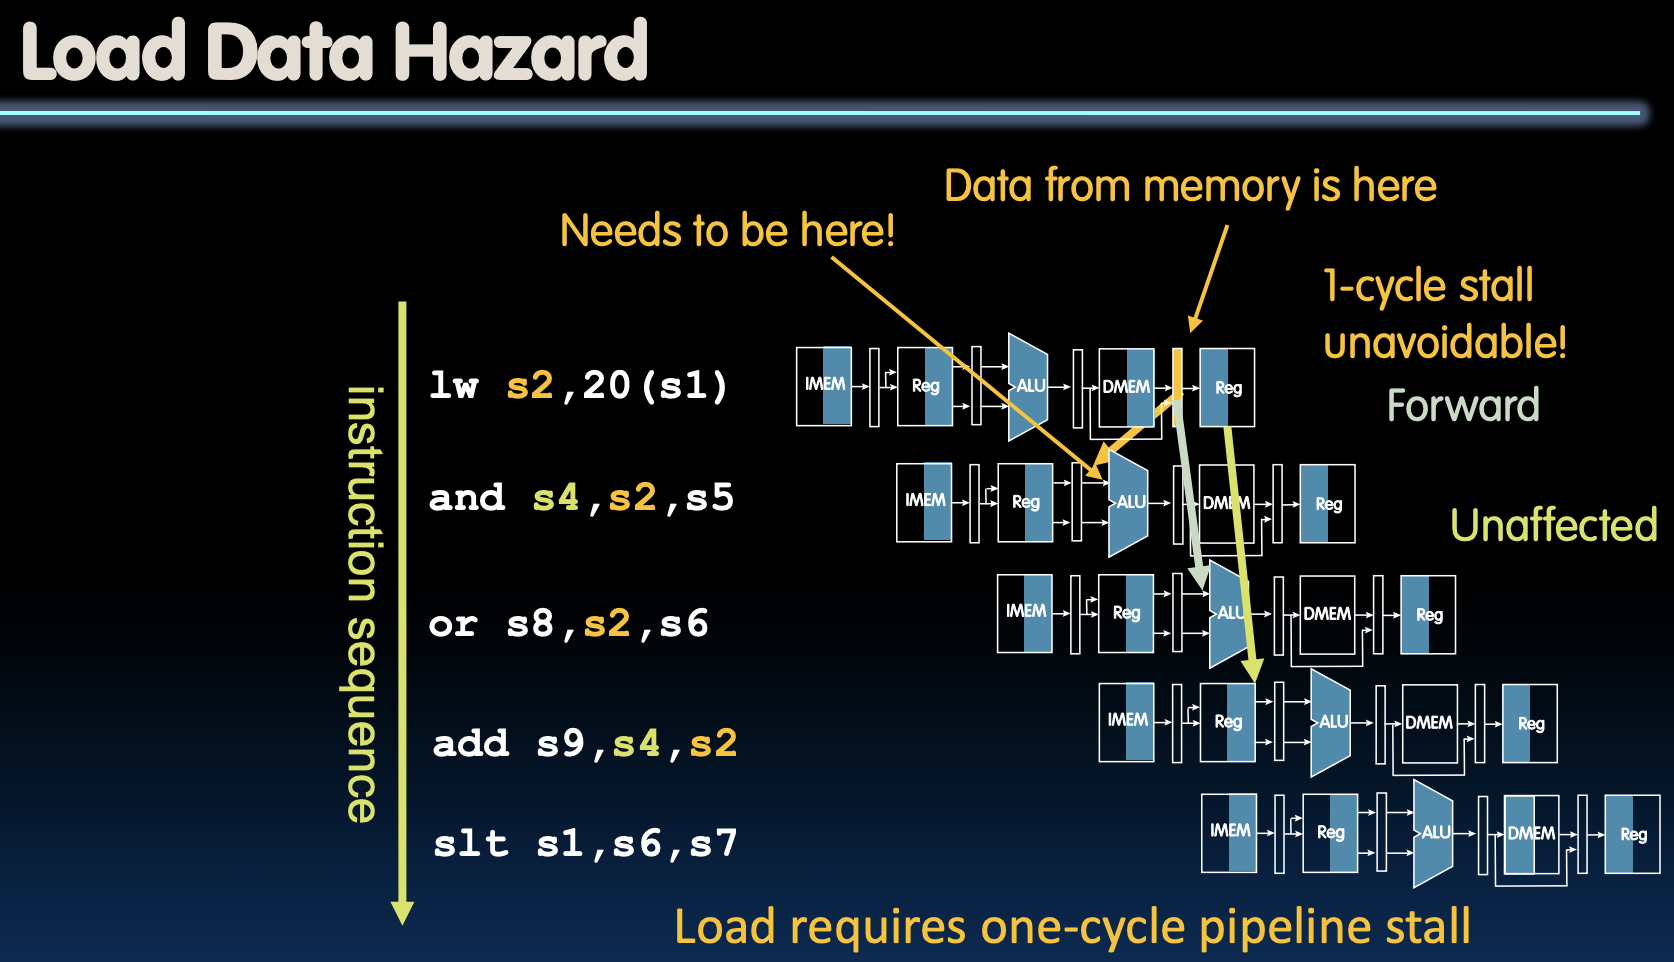 Load Data Hazard
Data from memory is here
Needs to be here!
1-cycle stall
unavoidable!
Forward
Unaffected
instruction sequence
lw s2,20(s1)
IMEM Reg ALU DMEM Reg
and s4,s2,s5
IMEM Reg ALU DMEM Reg
or s8,s2,s6
IMEM Reg ALU DMEM Reg
add s9,s4,s2
IMEM Reg ALU DMEM Reg
slt s1,s6,s7
IMEM Reg ALU DMEM Reg
Load requires one-cycle pipeline stall